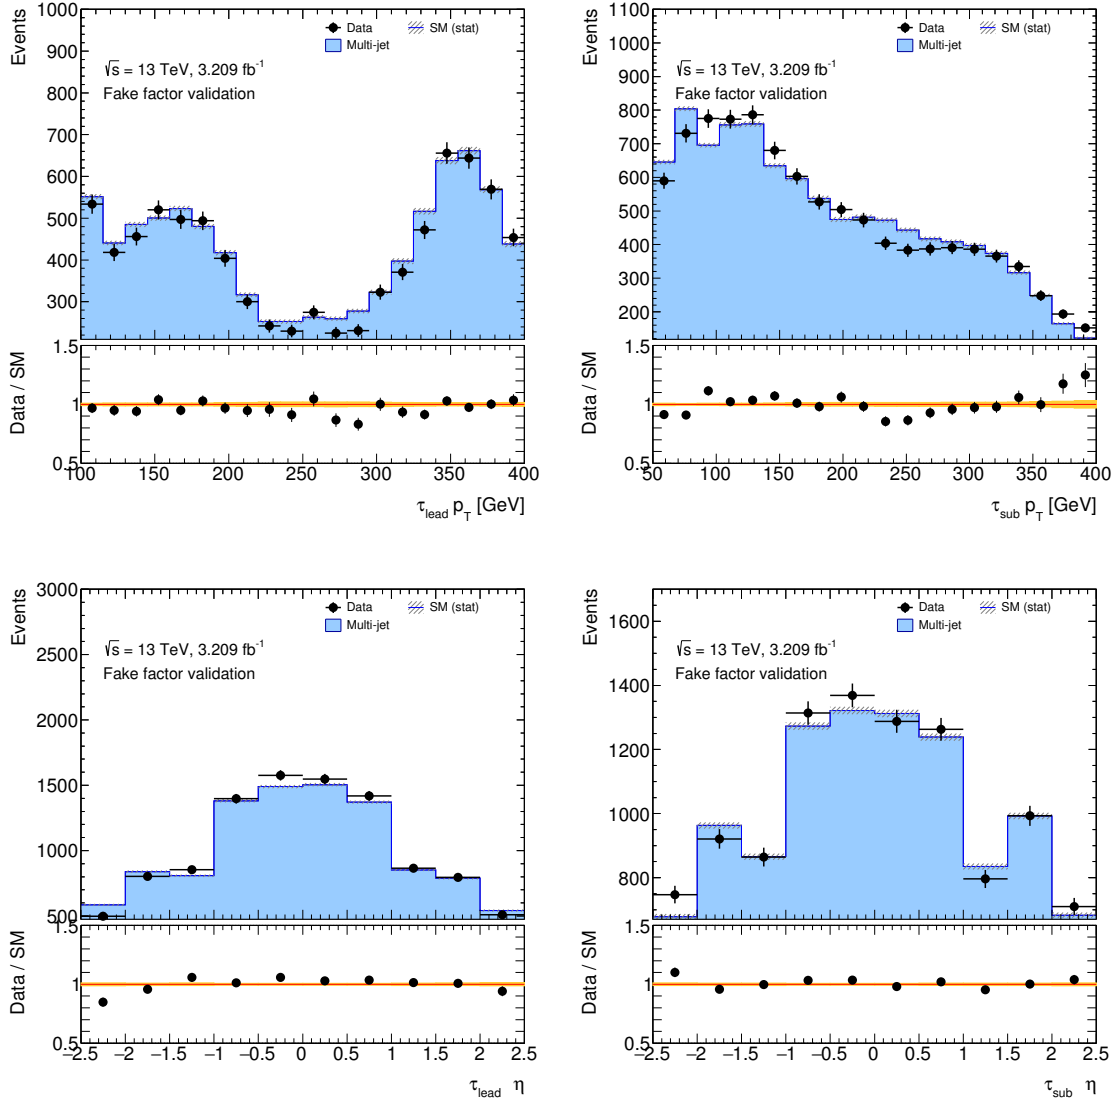 Events
1000
900
800
700
600
500
400
300
Data
SM (stat)
Multi-jet
√s = 13 TeV, 3.209 fb⁻¹
Fake factor validation
Data / SM
1.5
1
0.5
100 150 200 250 300 350 400
τ_lead p_T [GeV]
Events
1100
1000
900
800
700
600
500
400
300
200
Data
SM (stat)
Multi-jet
√s = 13 TeV, 3.209 fb⁻¹
Fake factor validation
Data / SM
1.5
1
0.5
50 100 150 200 250 300 350 400
τ_sub p_T [GeV]
Events
3000
2500
2000
1500
1000
500
Data
SM (stat)
Multi-jet
√s = 13 TeV, 3.209 fb⁻¹
Fake factor validation
Data / SM
1.5
1
0.5
−2.5 −2 −1.5 −1 −0.5 0 0.5 1 1.5 2 2.5
τ_lead η
Events
1600
1400
1200
1000
800
Data
SM (stat)
Multi-jet
√s = 13 TeV, 3.209 fb⁻¹
Fake factor validation
Data / SM
1.5
1
0.5
−2.5 −2 −1.5 −1 −0.5 0 0.5 1 1.5 2 2.5
τ_sub η